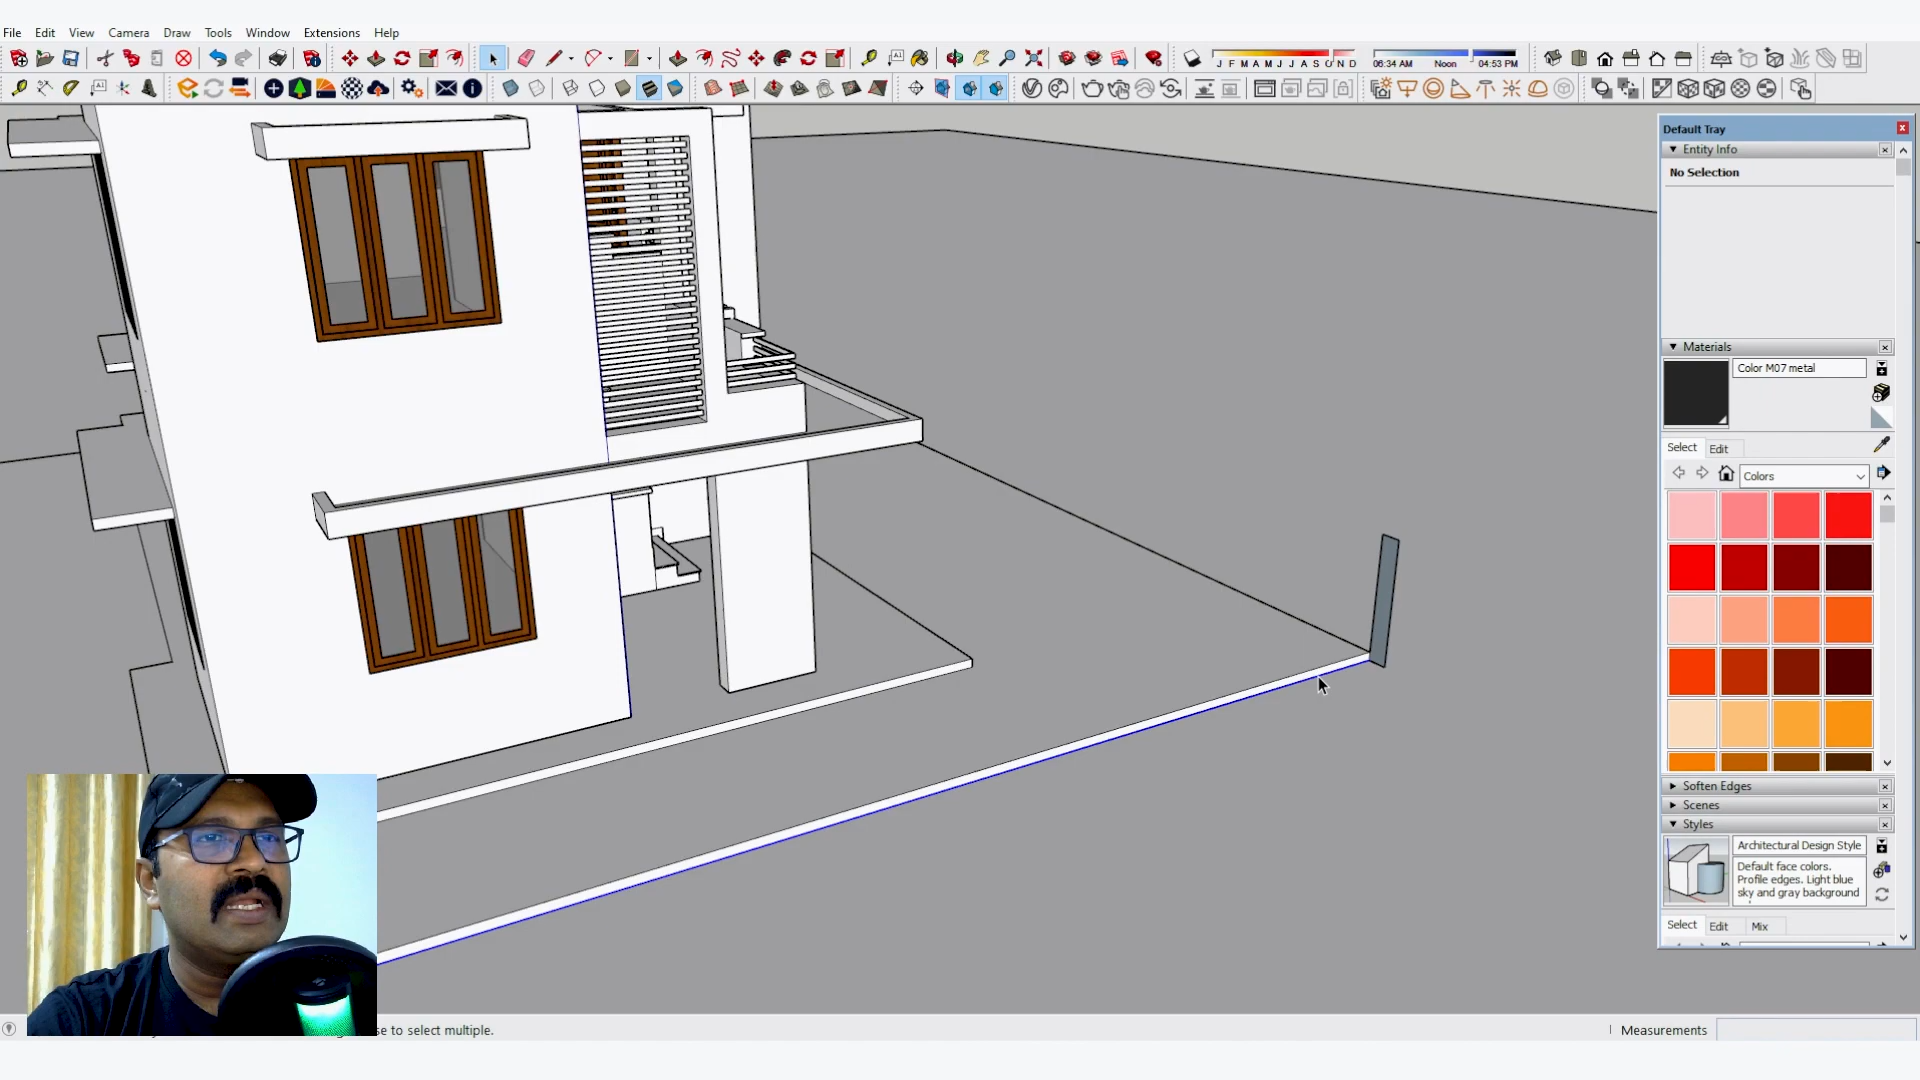 File Edit View Camera Draw Tools Window Extensions Help
J F M A M J J A S O N D
06:34 AM Noon 04:53 PM
Default Tray
Entity Info
No Selection
Materials
Color M07 metal
Select Edit
Colors
Soften Edges
Scenes
Styles
Architectural Design Style
Default face colors.
Profile edges. Light blue
sky and gray background
Select Edit Mix
se to select multiple.
Measurements